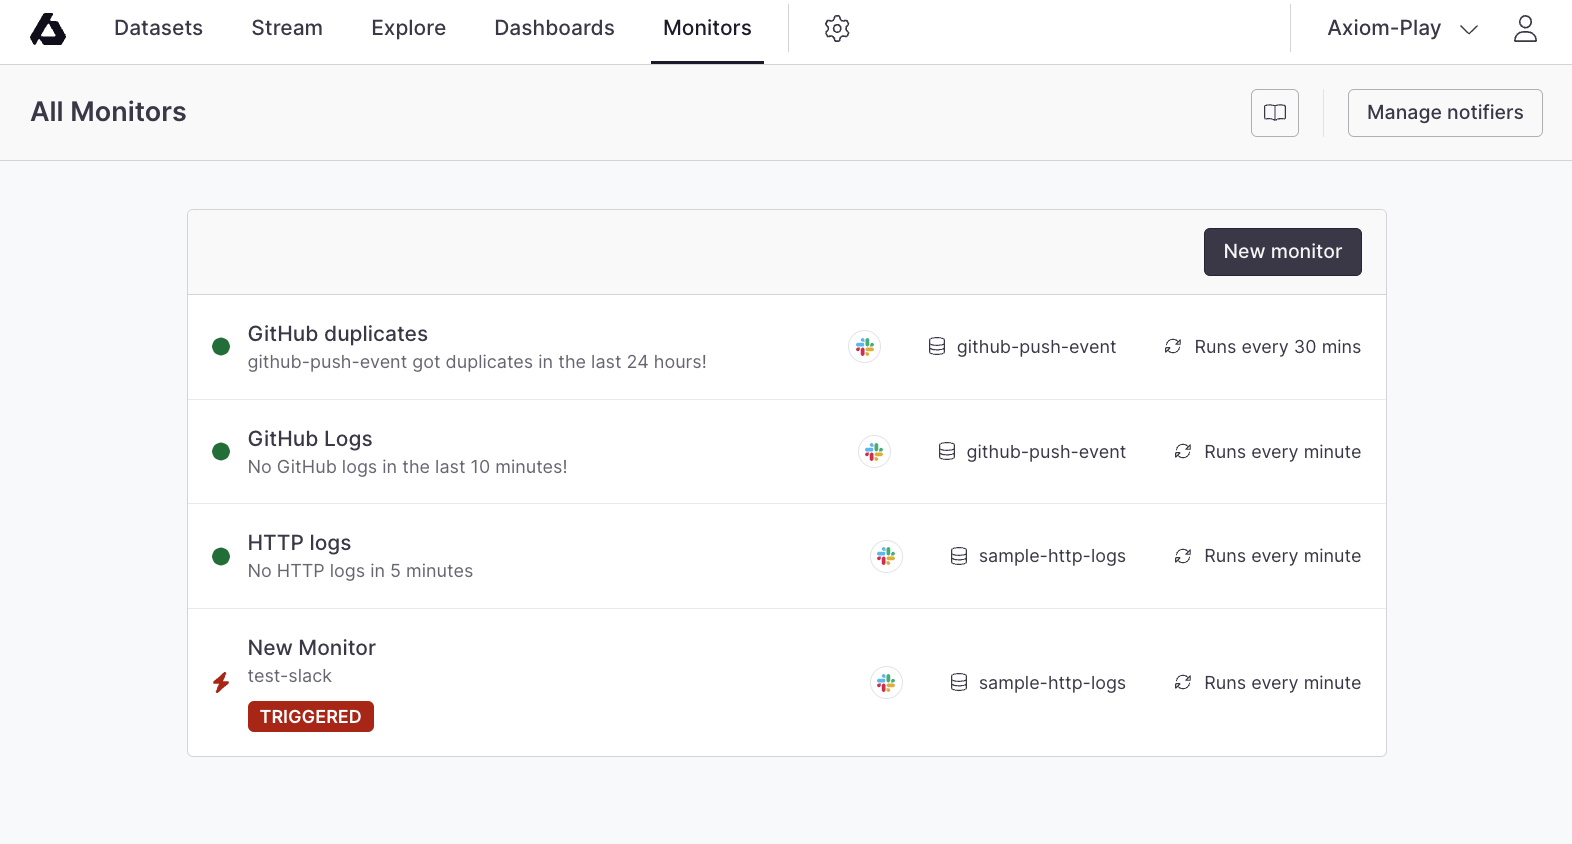 Datasets Stream Explore Dashboards Monitors Axiom-Play
All Monitors Manage notifiers
New monitor
GitHub duplicates
github-push-event got duplicates in the last 24 hours!
github-push-event Runs every 30 mins
GitHub Logs
No GitHub logs in the last 10 minutes!
github-push-event Runs every minute
HTTP logs
No HTTP logs in 5 minutes
sample-http-logs Runs every minute
New Monitor
test-slack
TRIGGERED
sample-http-logs Runs every minute